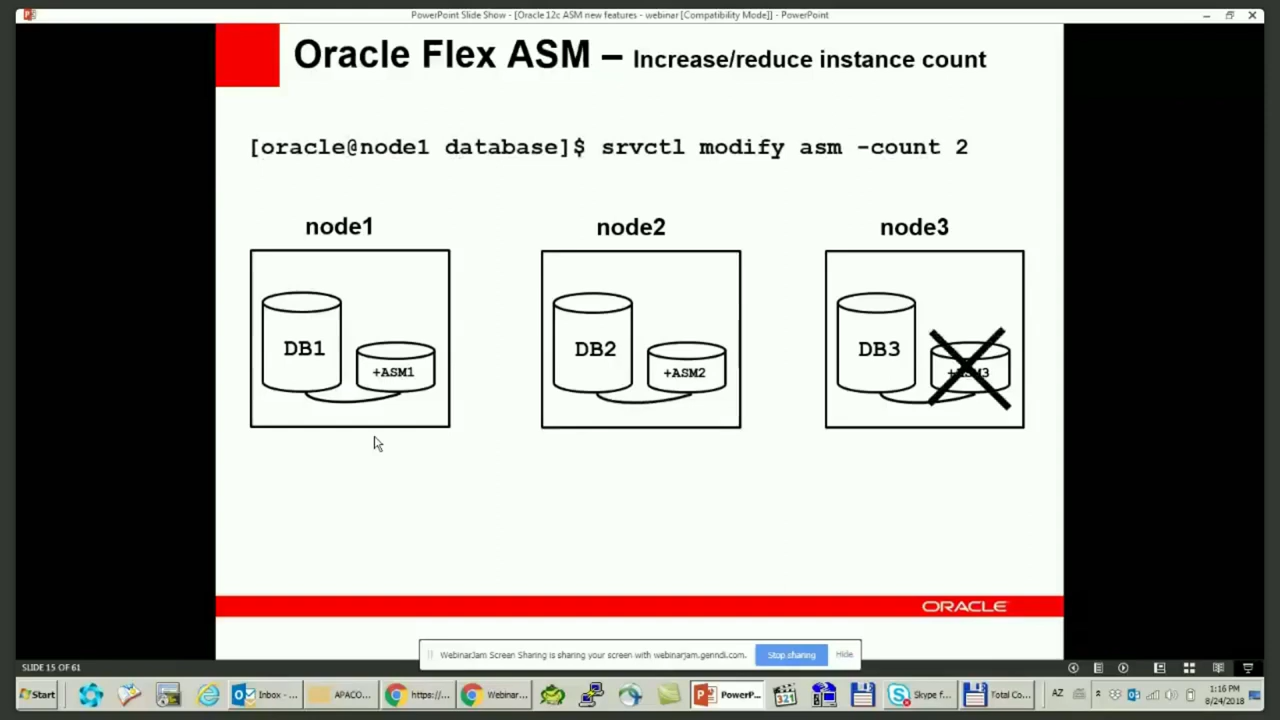 PowerPoint Slide Show - [Oracle 12c ASM new features - webinar [Compatibility Mode]] - PowerPoint
Oracle Flex ASM – Increase/reduce instance count
[oracle@node1 database]$ srvctl modify asm -count 2
node1 node2 node3
DB1 +ASM1 DB2 +ASM2 DB3 +ASM3
ORACLE
WebinarJam Screen Sharing is sharing your screen with webinarjam.genndi.com. Stop sharing Hide
SLIDE 15 OF 61
Start Inbox - ... APACO... https://... Webinar... PowerP... 321 Skype f... Total Co... AZ 1:16 PM
8/24/2018